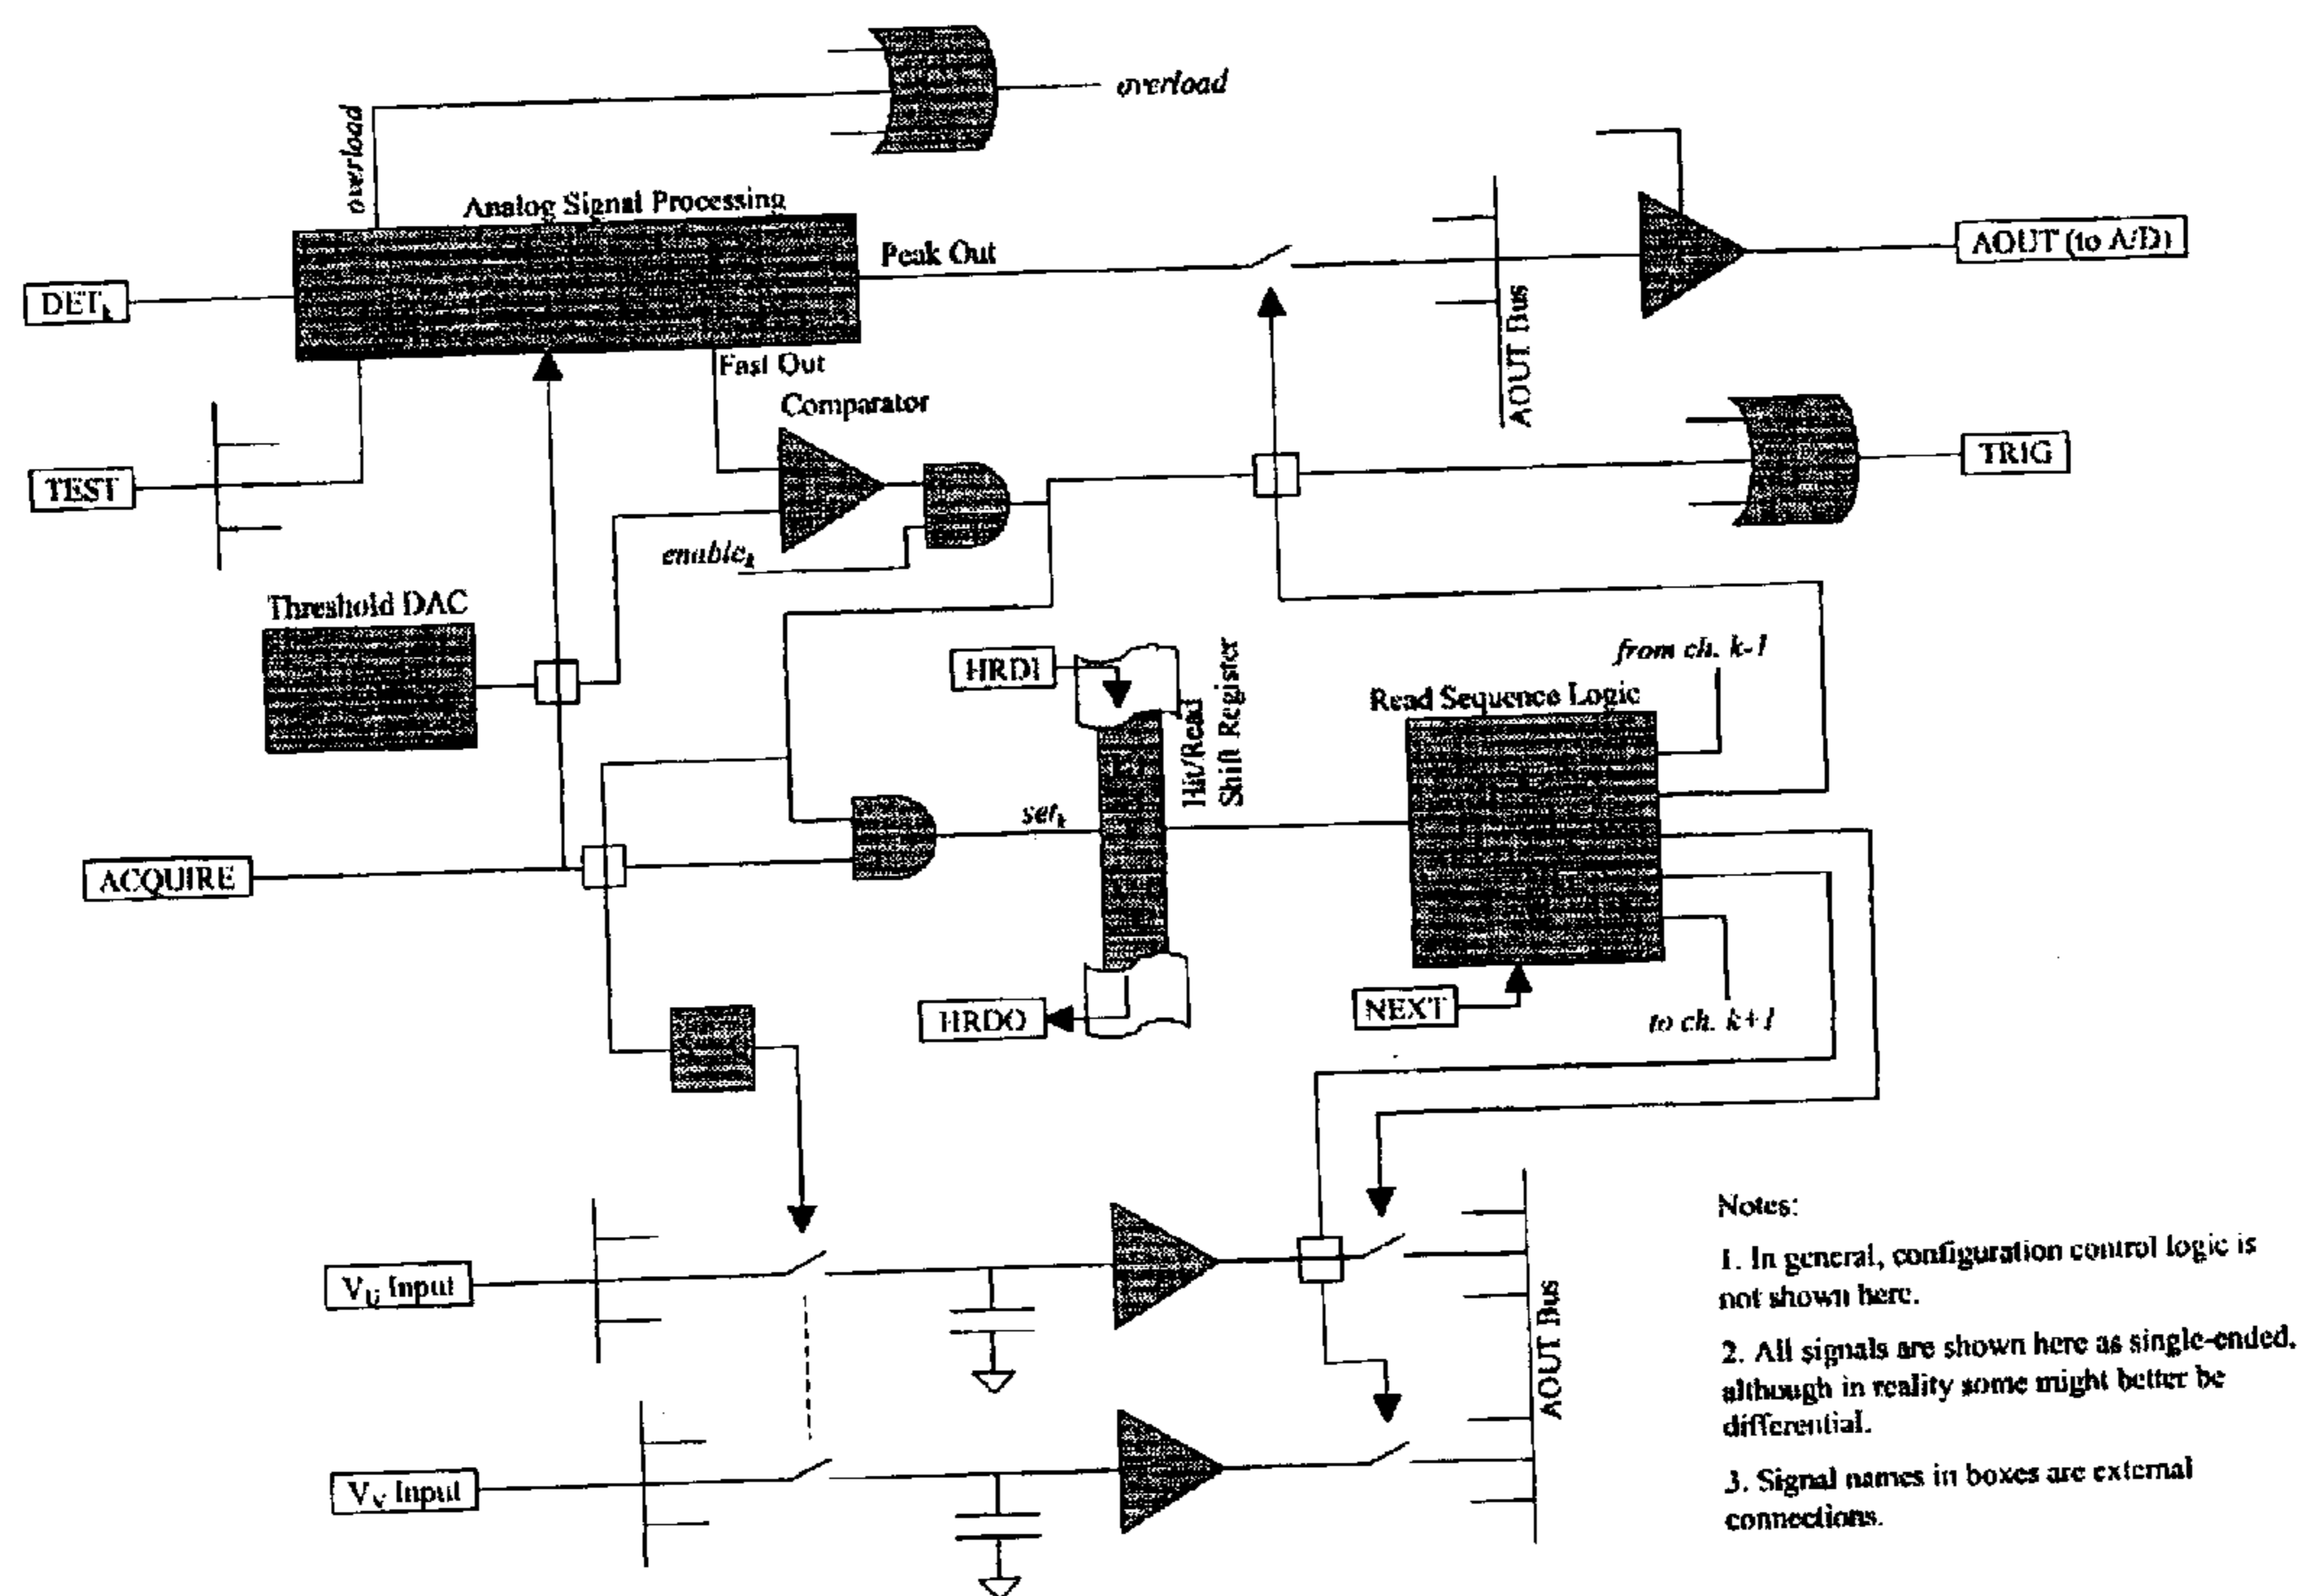 overload
overload
Analog Signal Processing
Peak Out
AOUT (to A/D)
DETk
Fast Out
AOUT Bus
Comparator
TRIG
TEST
enablek
Threshold DAC
HRDI
Hit/Read
Shift Register
from ch. k-1
Read Sequence Logic
setk
ACQUIRE
NEXT
HRDO
to ch. k+1
Input
AOUT Bus
Input
Notes:
1. In general, configuration control logic is
not shown here.
2. All signals are shown here as single-ended,
although in reality some might better be
differential.
3. Signal names in boxes are external
connections.